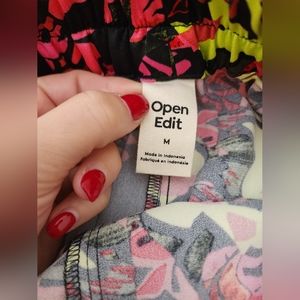 Open
Edit
M
Made in Indonesia
Fabriqué en Indonésie